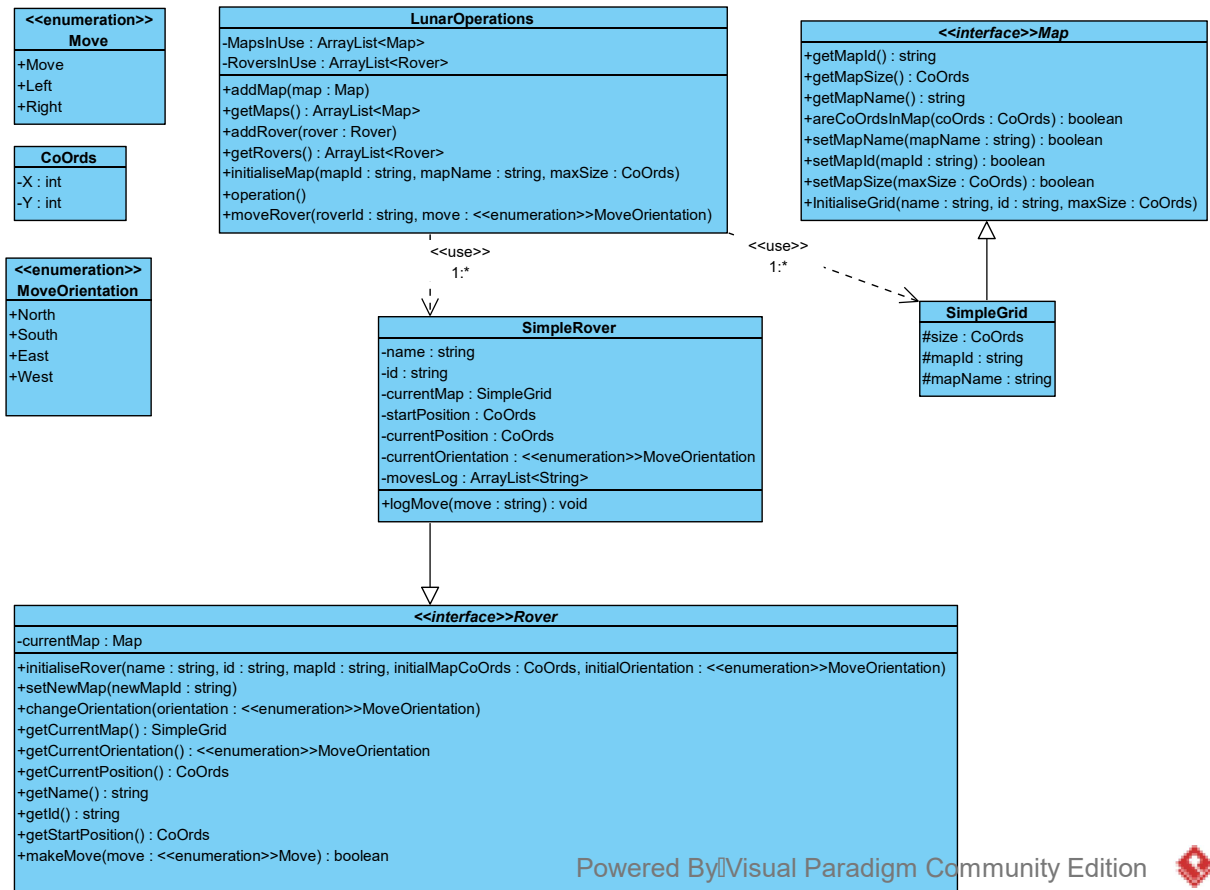 <<enumeration>>
Move
+Move
+Left
+Right
CoOrds
-X : int
-Y : int
<<enumeration>>
MoveOrientation
+North
+South
+East
+West
LunarOperations
-MapsInUse : ArrayList<Map>
-RoversInUse : ArrayList<Rover>
+addMap(map : Map)
+getMaps() : ArrayList<Map>
+addRover(rover : Rover)
+getRovers() : ArrayList<Rover>
+initialiseMap(mapId : string, mapName : string, maxSize : CoOrds)
+operation()
+moveRover(roverId : string, move : <<enumeration>>MoveOrientation)
<<interface>>Map
+getMapId() : string
+getMapSize() : CoOrds
+getMapName() : string
+areCoOrdsInMap(coOrds : CoOrds) : boolean
+setMapName(mapName : string) : boolean
+setMapId(mapId : string) : boolean
+setMapSize(maxSize : CoOrds) : boolean
+InitialiseGrid(name : string, id : string, maxSize : CoOrds)
<<use>>
1:*
<<use>>
1:*
SimpleGrid
#size : CoOrds
#mapId : string
#mapName : string
SimpleRover
-name : string
-id : string
-currentMap : SimpleGrid
-startPosition : CoOrds
-currentPosition : CoOrds
-currentOrientation : <<enumeration>>MoveOrientation
-movesLog : ArrayList<String>
+logMove(move : string) : void
<<interface>>Rover
-currentMap : Map
+initialiseRover(name : string, id : string, mapId : string, initialMapCoOrds : CoOrds, initialOrientation : <<enumeration>>MoveOrientation)
+setNewMap(newMapId : string)
+changeOrientation(orientation : <<enumeration>>MoveOrientation)
+getCurrentMap() : SimpleGrid
+getCurrentOrientation() : <<enumeration>>MoveOrientation
+getCurrentPosition() : CoOrds
+getName() : string
+getId() : string
+getStartPosition() : CoOrds
+makeMove(move : <<enumeration>>Move) : boolean
Powered By Visual Paradigm Community Edition